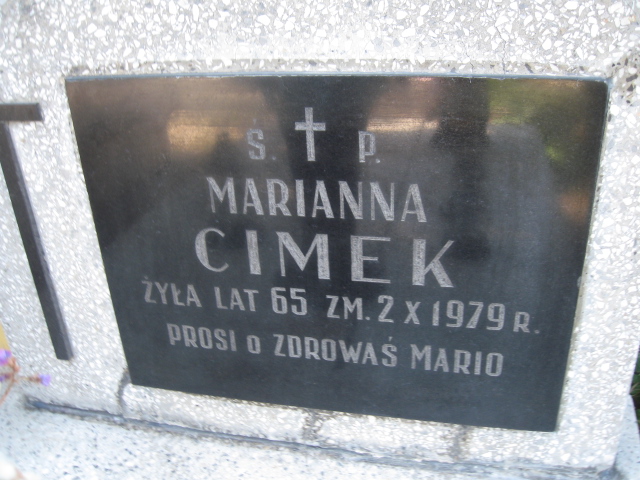 Ś. P.
MARIANNA
CIMEK
ŻYŁA LAT 65 ZM. 2 X 1979 R.
PROSI O ZDROWAŚ MARIO